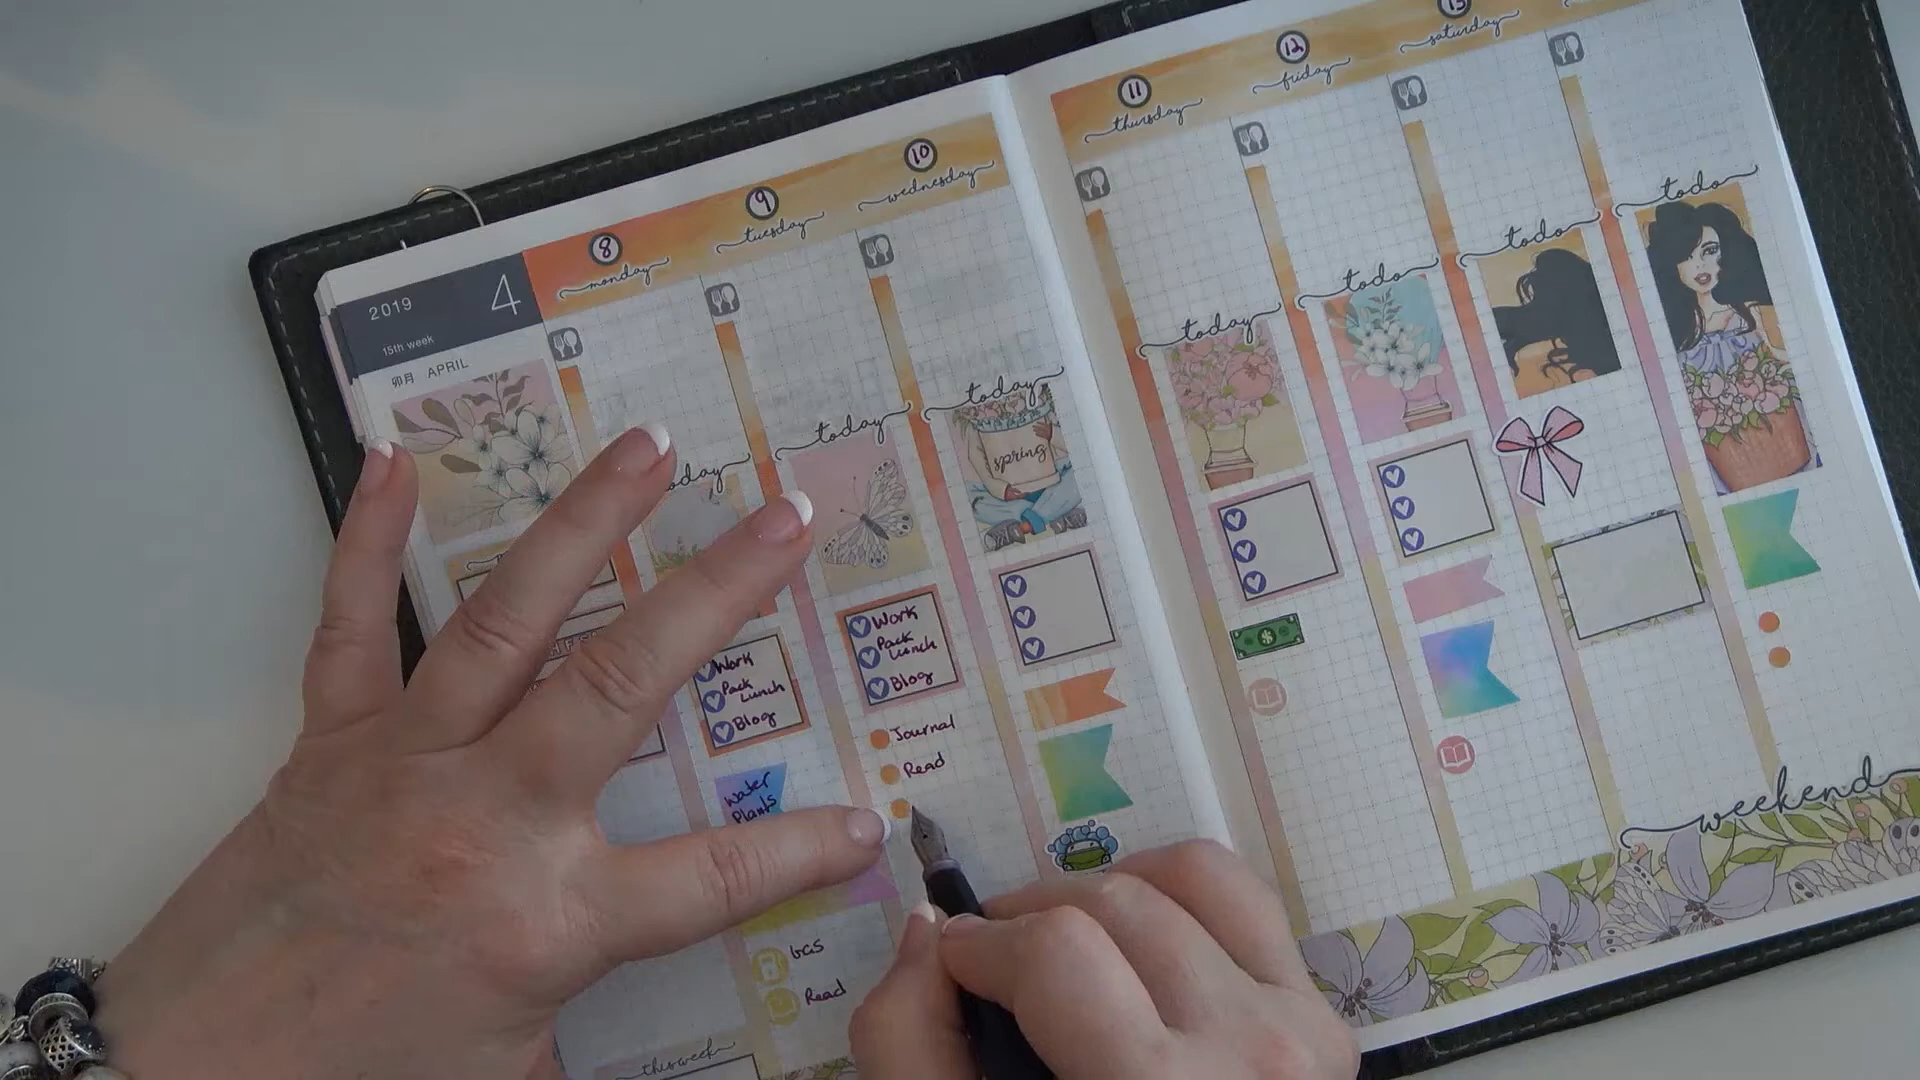 2019 4
15th week
卯月 APRIL
8
monday
9
tuesday
10
wednesday
11
thursday
12
friday
13
saturday
oday
today
today
today
todo
todo
todo
spring
Work
Pack
Lunch
Blog
Water
Plants
Gas
Read
Work
Pack
Lunch
Blog
Journal
Read
this week
weekend